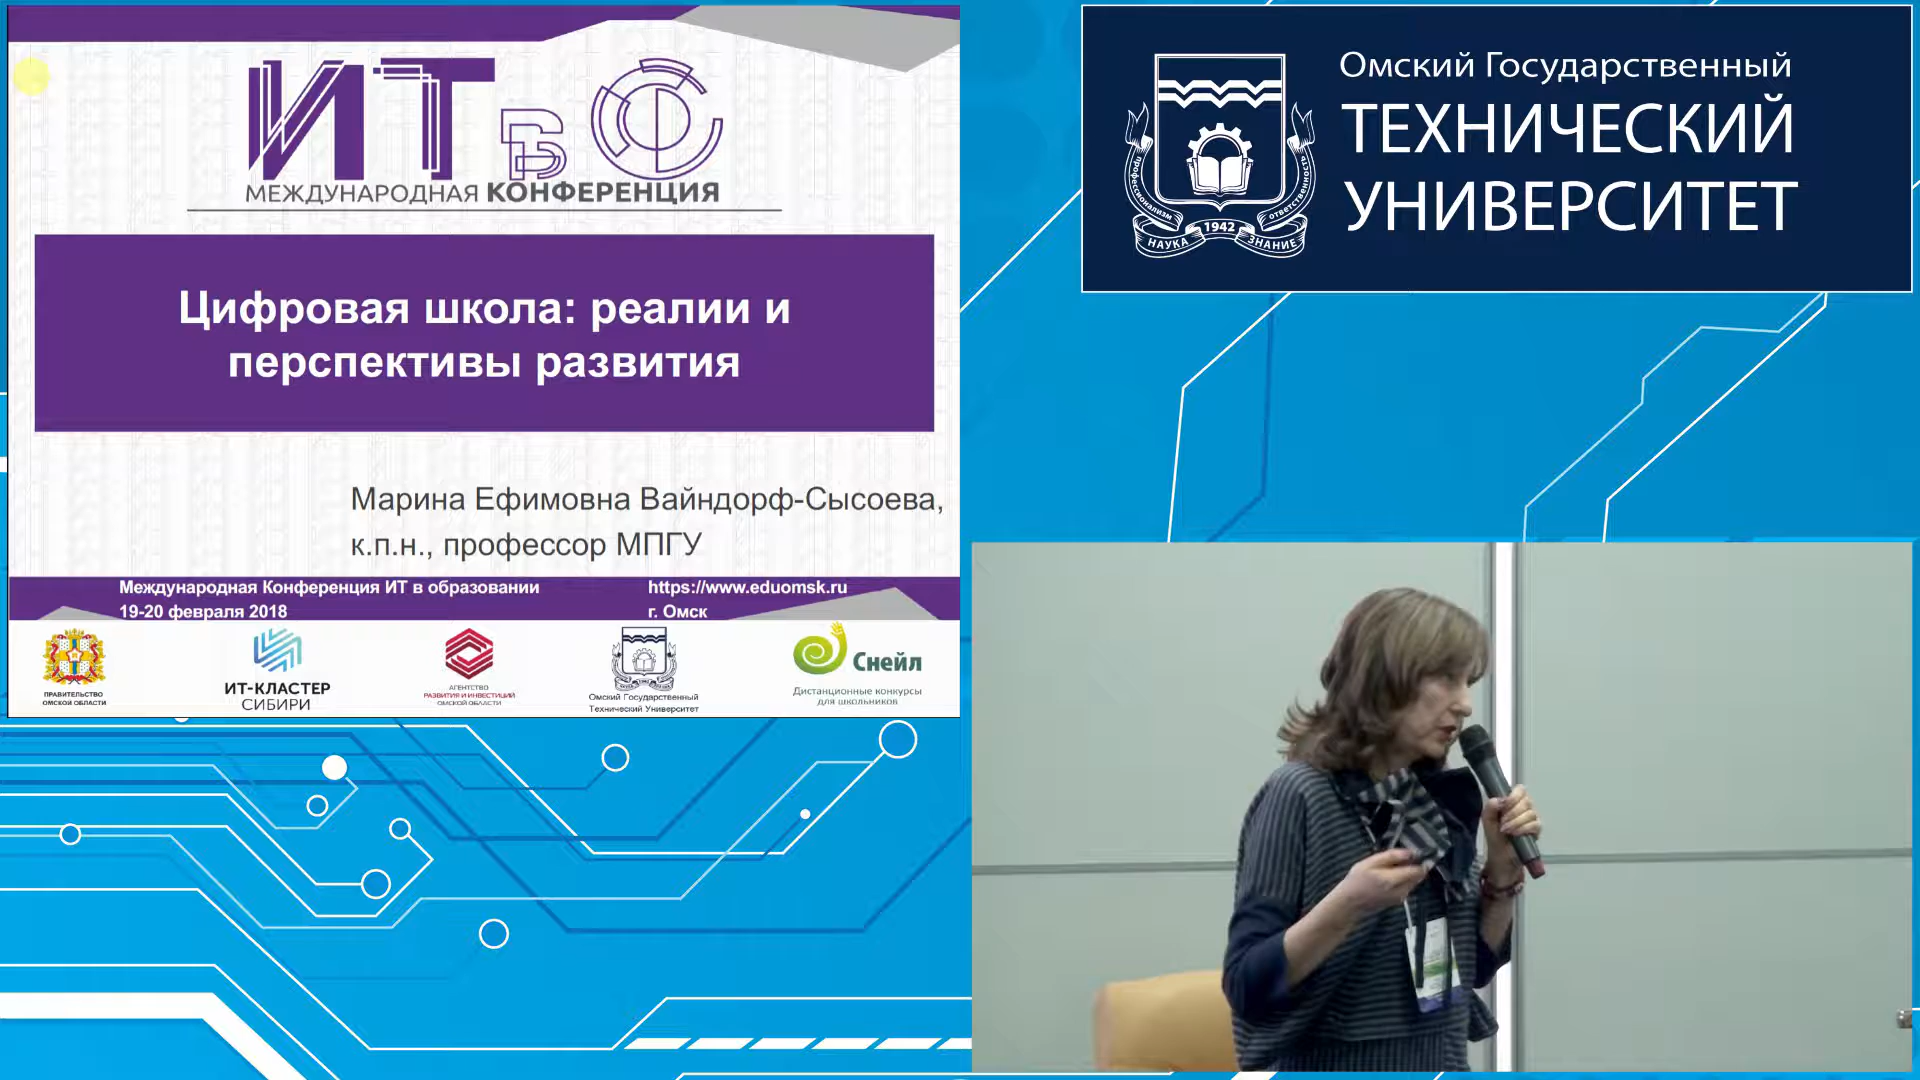 ИТ в О
МЕЖДУНАРОДНАЯ КОНФЕРЕНЦИЯ
Цифровая школа: реалии и
перспективы развития
Марина Ефимовна Вайндорф-Сысоева,
к.п.н., профессор МПГУ
Международная Конференция ИТ в образовании
19-20 февраля 2018
https://www.eduomsk.ru
г. Омск
ПРАВИТЕЛЬСТВО
ОМСКОЙ ОБЛАСТИ
ИТ-КЛАСТЕР
СИБИРИ
АГЕНТСТВО
РАЗВИТИЯ И ИНВЕСТИЦИЙ
ОМСКОЙ ОБЛАСТИ
Омский Государственный
Технический Университет
Снейл
Дистанционные конкурсы
для школьников
Омский Государственный
ТЕХНИЧЕСКИЙ
УНИВЕРСИТЕТ
профессионализм
ответственность
НАУКА
1942
ЗНАНИЕ